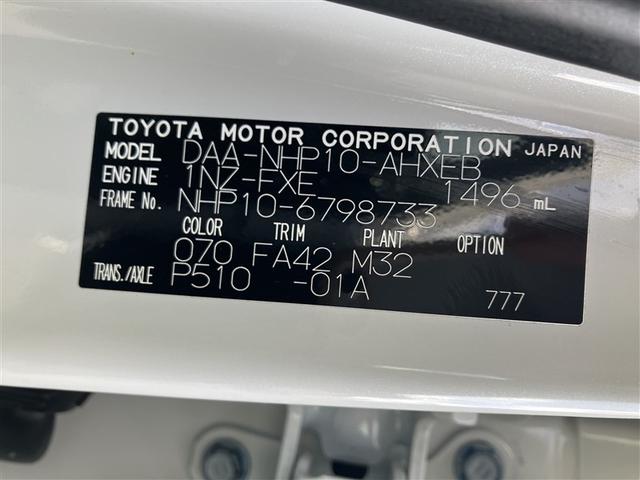 TOYOTA MOTOR CORPORATION JAPAN
MODEL DAA-NHP10-AHXEB
ENGINE 1NZ-FXE 1496 mL
FRAME No. NHP10-6798733
COLOR TRIM PLANT OPTION
070 FA42 M32
TRANS./AXLE P510 -01A 777